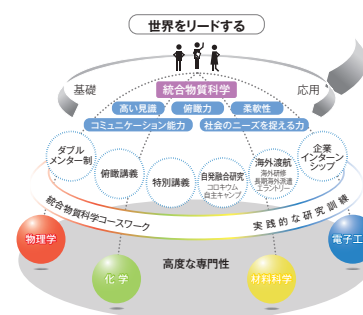 世界をリードする
基礎
統合物質科学
応用
高い見識
俯瞰力
柔軟性
コミュニケーション能力
社会のニーズを捉える力
ダブル
メンター制
俯瞰講義
特別講義
自発融合研究
コロキウム
自主キャンプ
海外渡航
海外研修
長期海外派遣
エラントリー
企業
インターン
シップ
統合物質科学コースワーク
実践的な研究訓練
物理学
化学
高度な専門性
材料科学
電子工